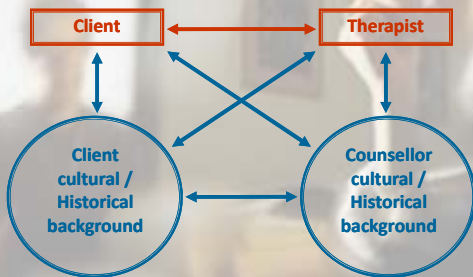 Client
Therapist
Client
cultural /
Historical
background
Counsellor
cultural /
Historical
background